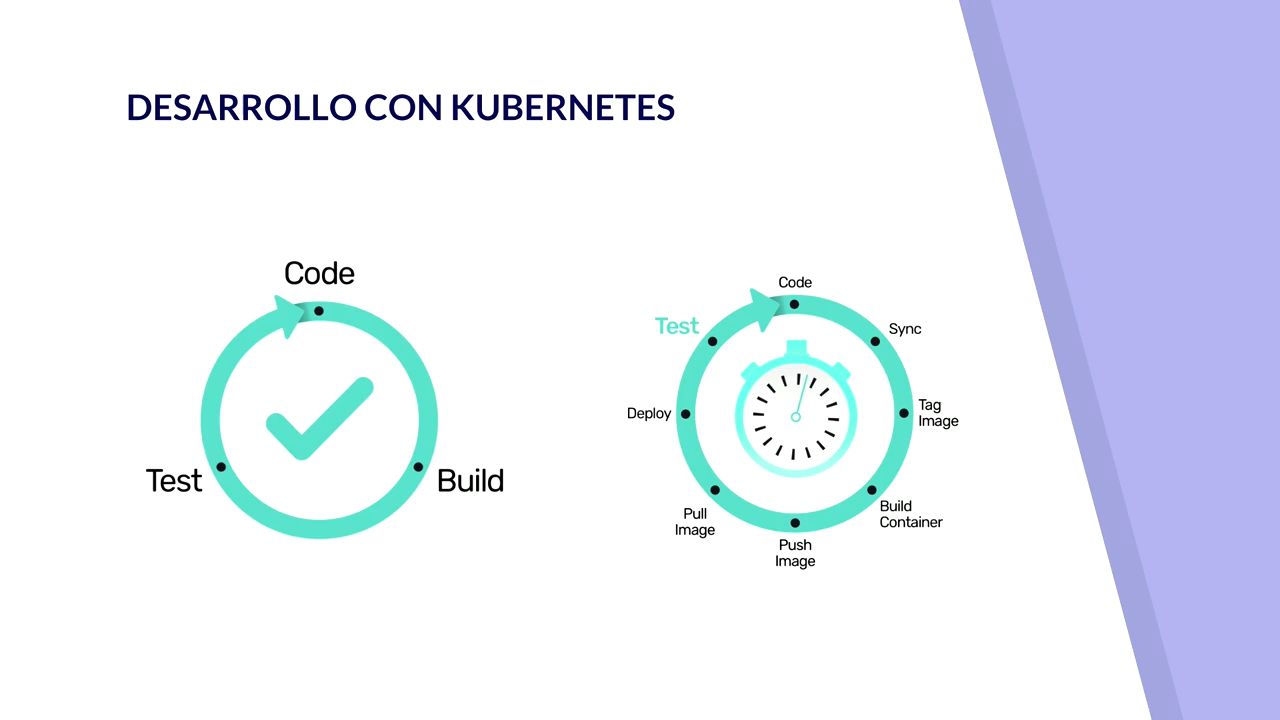 DESARROLLO CON KUBERNETES
Code
Build
Test
Code
Sync
Tag
Image
Build
Container
Push
Image
Pull
Image
Deploy
Test